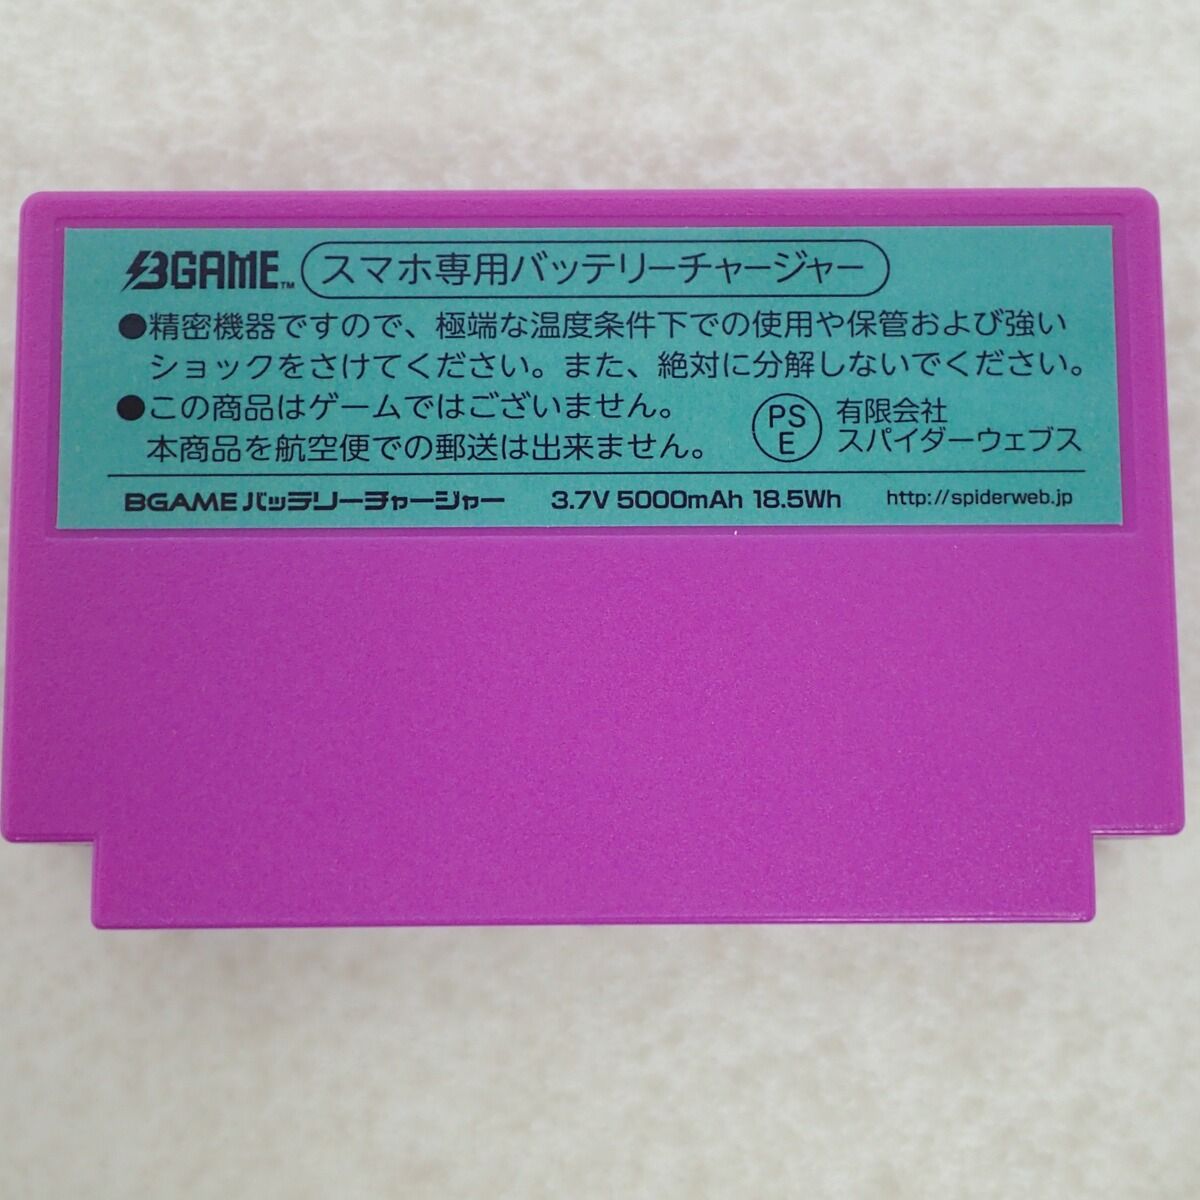 BGAME™ スマホ専用バッテリーチャージャー
●精密機器ですので、極端な温度条件下での使用や保管および強い
ショックをさけてください。また、絶対に分解しないでください。
●この商品はゲームではございません。
本商品を航空便での郵送は出来ません。
PS
E
有限会社
スパイダーウェブス
BGAMEバッテリーチャージャー 3.7V 5000mAh 18.5Wh http://spiderweb.jp